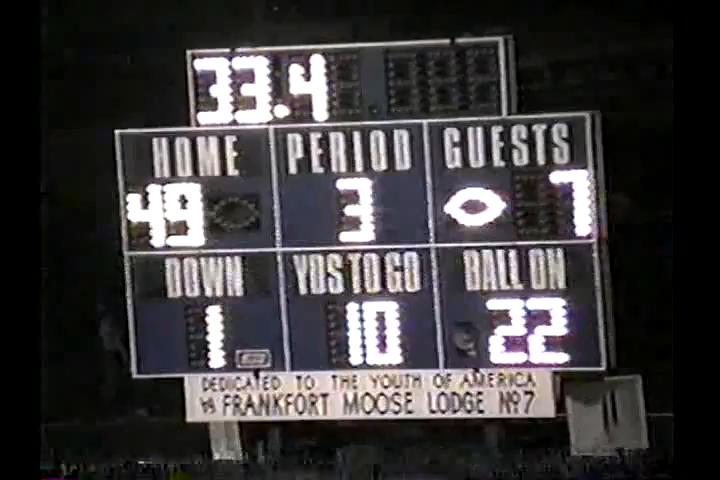 33.4
HOME PERIOD GUESTS
49 3 7
DOWN YDS TO GO BALL ON
1 10 22
DEDICATED TO THE YOUTH OF AMERICA
FRANKFORT MOOSE LODGE Nº7